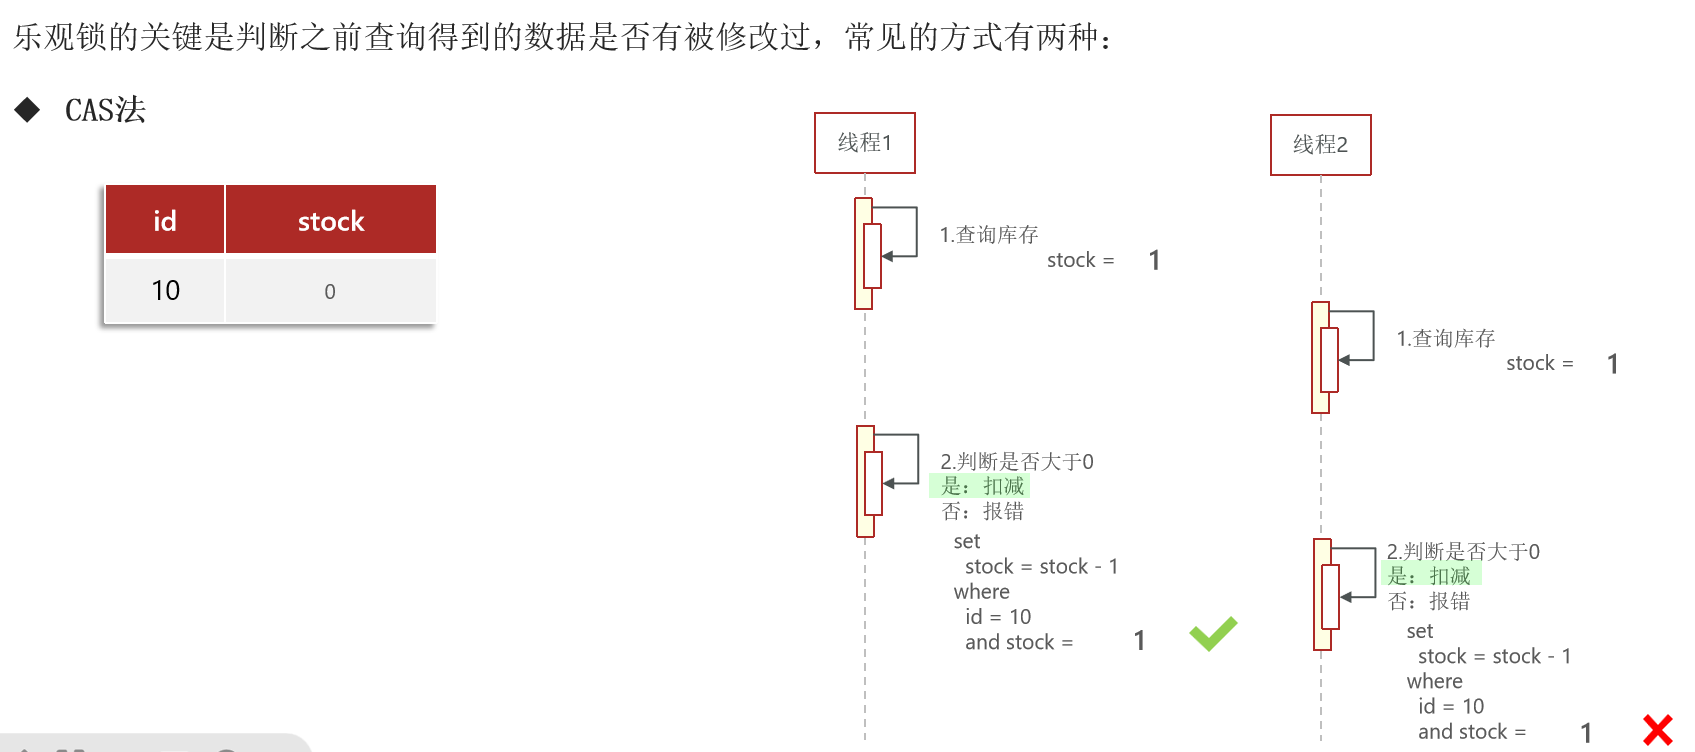 乐观锁的关键是判断之前查询得到的数据是否有被修改过，常见的方式有两种：
◆ CAS法
id stock
10 0
线程1
1.查询库存
stock = 1
2.判断是否大于0
是：扣减
否：报错
set
stock = stock - 1
where
id = 10
and stock = 1
线程2
1.查询库存
stock = 1
2.判断是否大于0
是：扣减
否：报错
set
stock = stock - 1
where
id = 10
and stock = 1